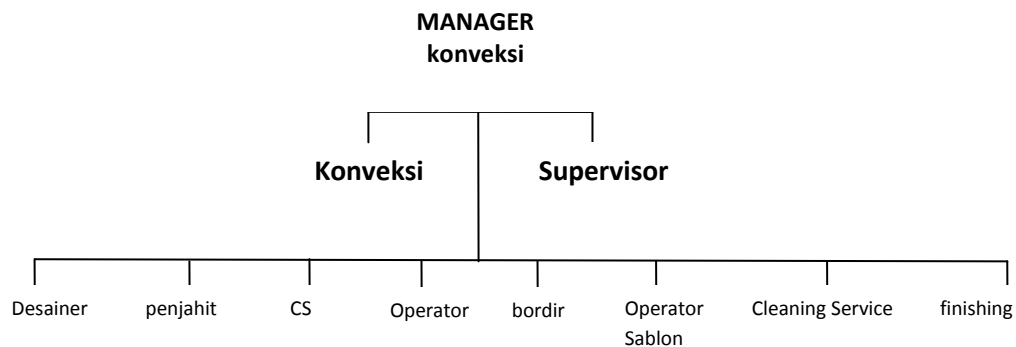 MANAGER
konveksi
Konveksi Supervisor
Desainer penjahit CS Operator bordir Operator Cleaning Service finishing
Sablon